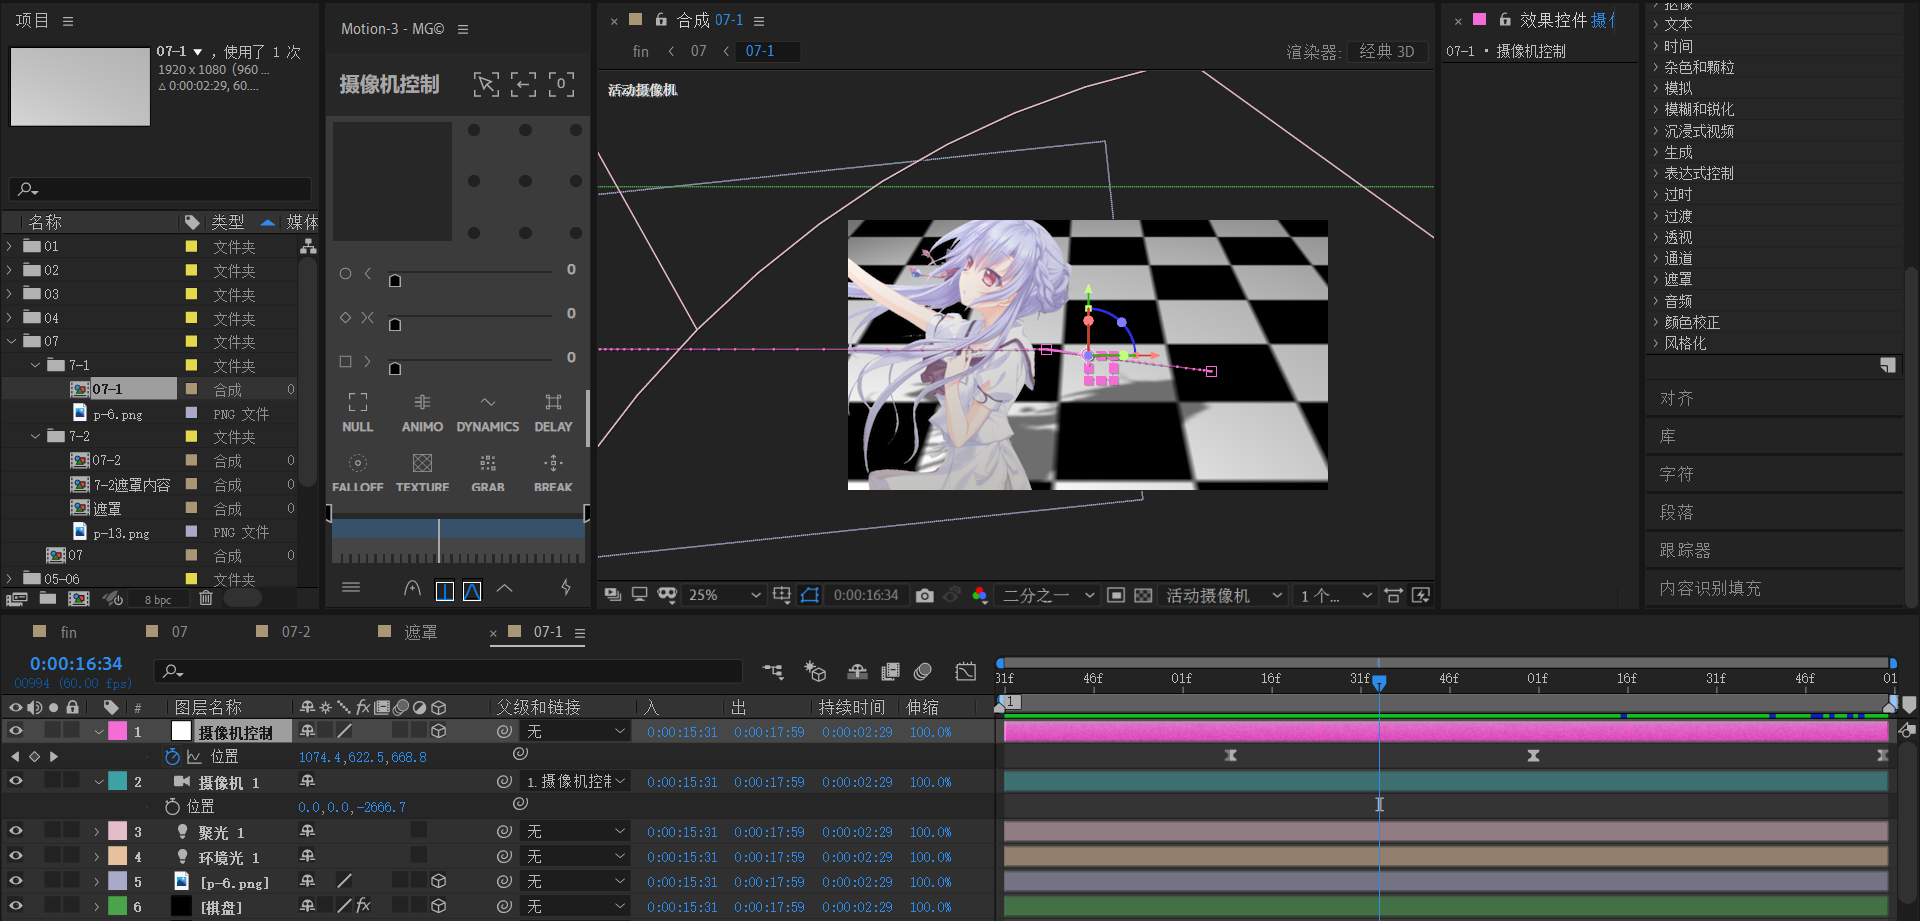 项目
07-1 ▼ , 使用了 1 次
1920 x 1080 (960 ...
△ 0:00:02:29, 60....
名称 类型 媒体
01 文件夹
02 文件夹
03 文件夹
04 文件夹
07 文件夹
7-1 文件夹
07-1 合成 0
p-6.png PNG 文件
7-2 文件夹
07-2 合成 0
7-2遮罩内容 合成 0
遮罩 合成 0
p-13.png PNG 文件
07 合成 0
05-06 文件夹
8 bpc
Motion-3 - MG©
摄像机控制
0
0
0
0
NULL ANIMO DYNAMICS DELAY
FALLOFF TEXTURE GRAB BREAK
合成 07-1
fin < 07 < 07-1
渲染器: 经典 3D
活动摄像机
25% 0:00:16:34 二分之一 活动摄像机 1 个...
效果控件
07-1 • 摄像机控制
抠像
文本
时间
杂色和颗粒
模拟
模糊和锐化
沉浸式视频
生成
表达式控制
过时
过渡
透视
通道
遮罩
音频
颜色校正
风格化
对齐
库
字符
段落
跟踪器
内容识别填充
fin 07 07-2 遮罩 07-1
0:00:16:34
00994 (60.00 fps)
31f 46f 01f 16f 31f 46f 01f 16f 31f 46f 01
# 图层名称 fx 父级和链接 入 出 持续时间 伸缩
1
1 摄像机控制 无 0:00:15:31 0:00:17:59 0:00:02:29 100.0%
位置 1074.4,622.5,668.8
2 摄像机 1 1.摄像机控制 0:00:15:31 0:00:17:59 0:00:02:29 100.0%
位置 0.0,0.0,-2666.7
3 聚光 1 无 0:00:15:31 0:00:17:59 0:00:02:29 100.0%
4 环境光 1 无 0:00:15:31 0:00:17:59 0:00:02:29 100.0%
5 [p-6.png] 无 0:00:15:31 0:00:17:59 0:00:02:29 100.0%
6 [棋盘] fx 无 0:00:15:31 0:00:17:59 0:00:02:29 100.0%